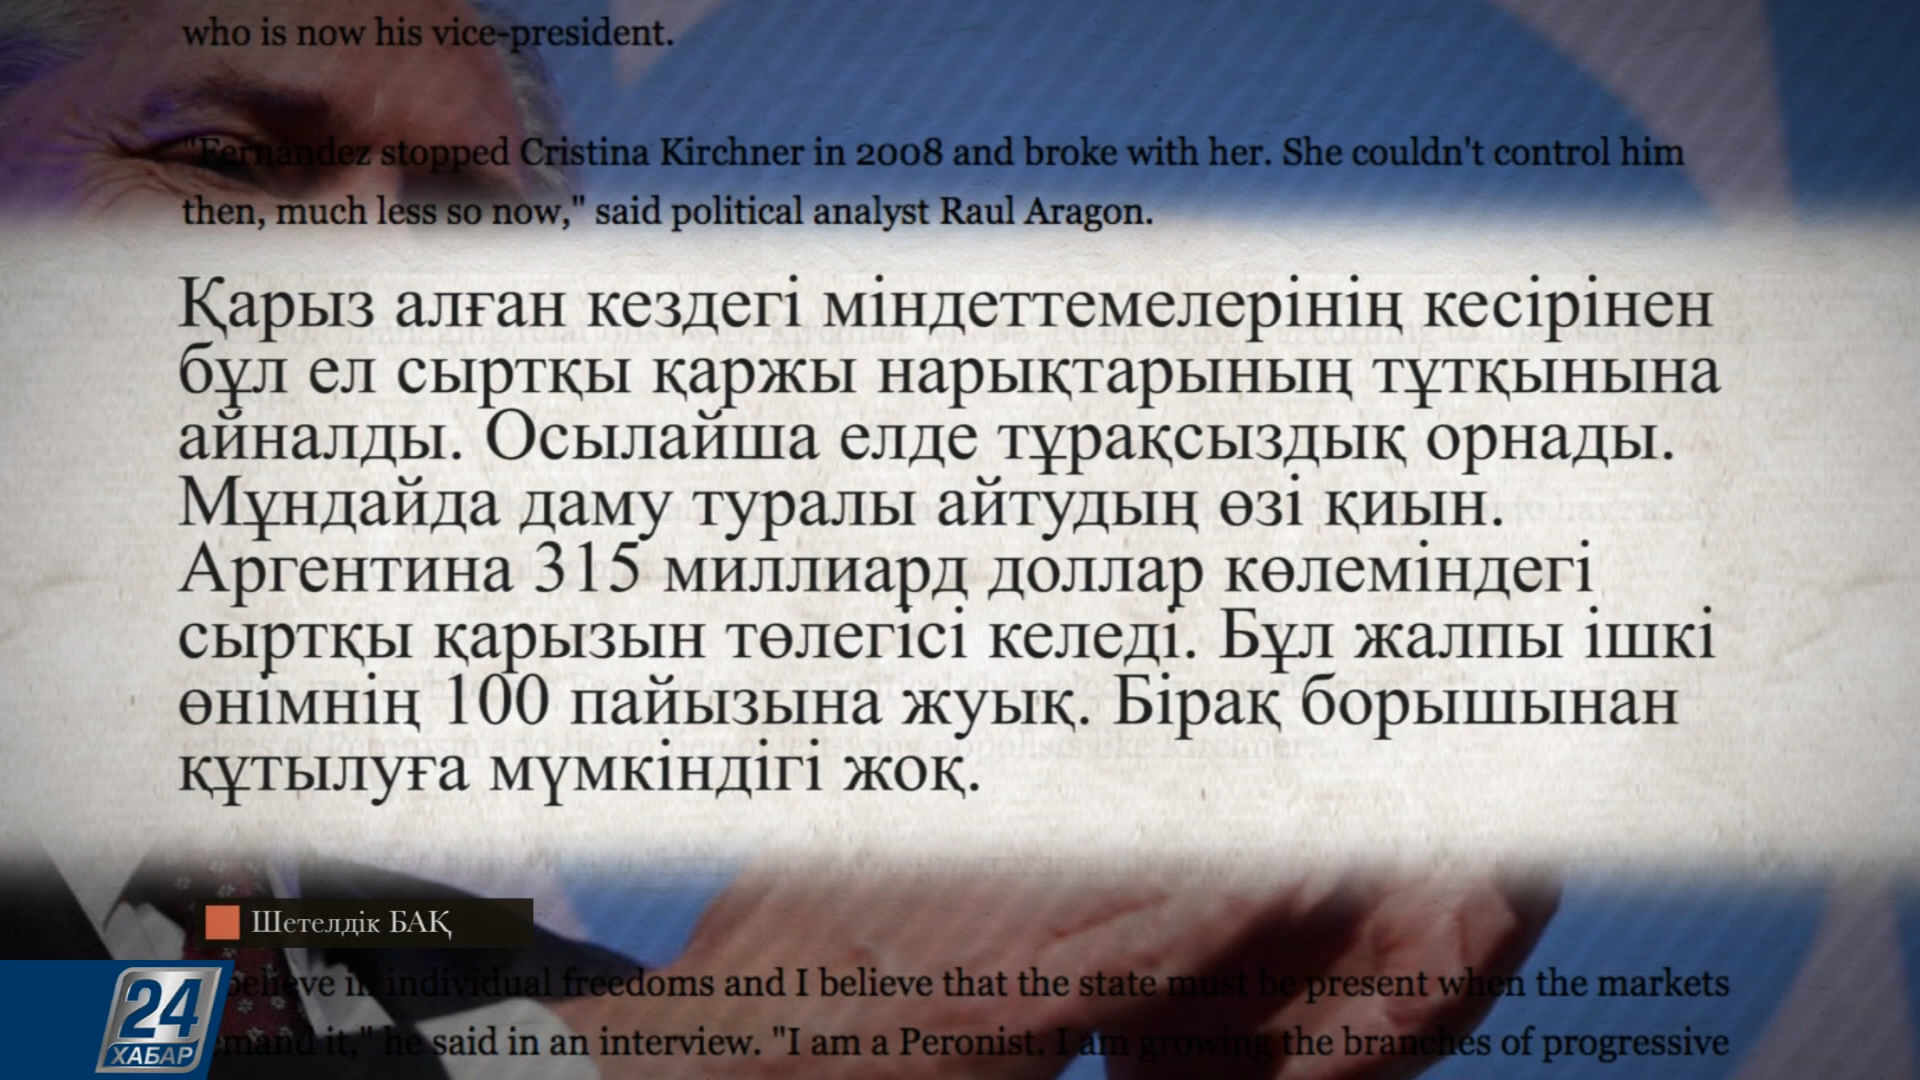 who is now his vice-president.
"Fernández stopped Cristina Kirchner in 2008 and broke with her. She couldn't control him
then, much less so now," said political analyst Raul Aragon.
Қарыз алған кездегі міндеттемелерінің кесірінен
бұл ел сыртқы қаржы нарықтарының тұтқынына
айналды. Осылайша елде тұрақсыздық орнады.
Мұндайда даму туралы айтудың өзі қиын.
Аргентина 315 миллиард доллар көлеміндегі
сыртқы қарызын төлегісі келеді. Бұл жалпы ішкі
өнімнің 100 пайызына жуық. Бірақ борышынан
құтылуға мүмкіндігі жоқ.
Шетелдік БАҚ
believe in individual freedoms and I believe that the state must be present when the markets
mand it," he said in an interview. "I am a Peronist. I am growing the branches of progressive
24
ХАБАР